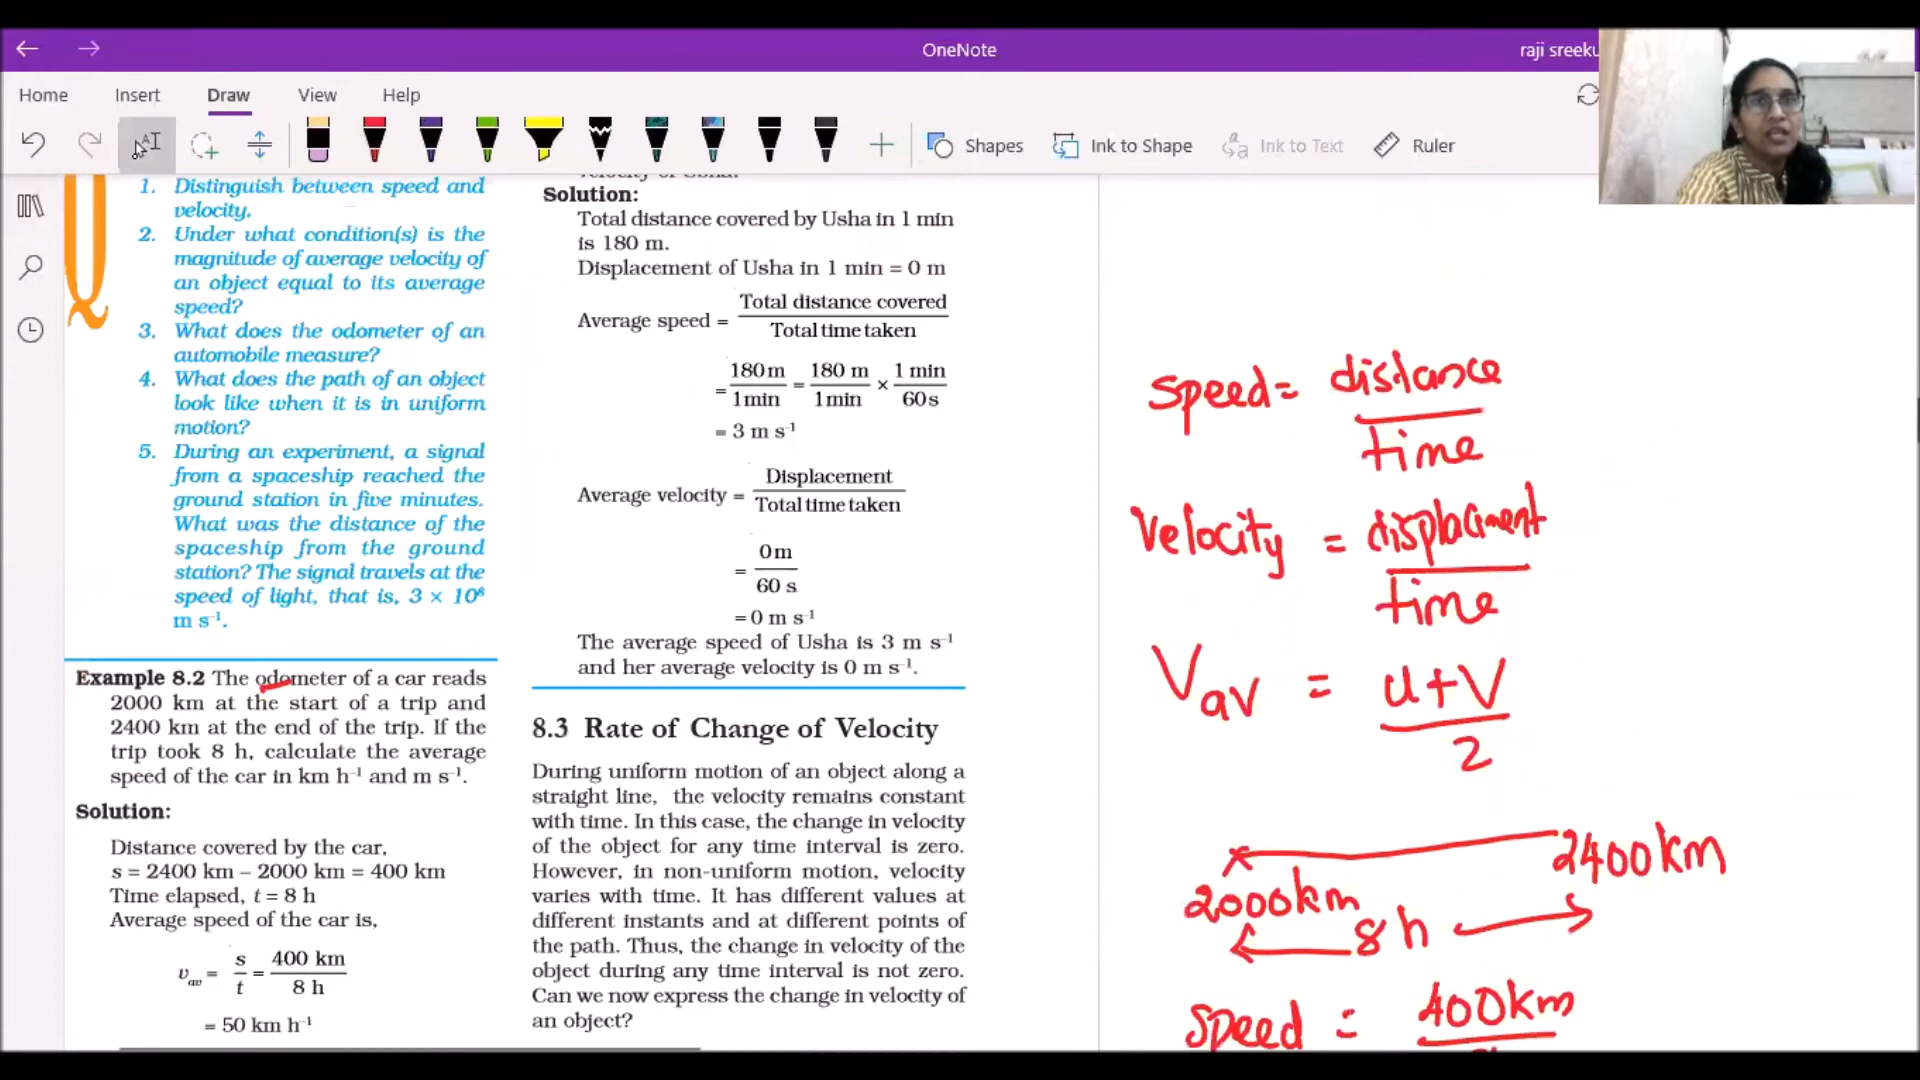 OneNote
raji sreeku
Home Insert Draw View Help
Shapes Ink to Shape Ink to Text Ruler
1. Distinguish between speed and
velocity.
2. Under what condition(s) is the
magnitude of average velocity of
an object equal to its average
speed?
3. What does the odometer of an
automobile measure?
4. What does the path of an object
look like when it is in uniform
motion?
5. During an experiment, a signal
from a spaceship reached the
ground station in five minutes.
What was the distance of the
spaceship from the ground
station? The signal travels at the
speed of light, that is, 3 × 10⁸
m s⁻¹.
Example 8.2 The odometer of a car reads
2000 km at the start of a trip and
2400 km at the end of the trip. If the
trip took 8 h, calculate the average
speed of the car in km h⁻¹ and m s⁻¹.
Solution:
Distance covered by the car,
s = 2400 km – 2000 km = 400 km
Time elapsed, t = 8 h
Average speed of the car is,
v av = s/t = 400 km / 8 h
= 50 km h⁻¹
Solution:
Total distance covered by Usha in 1 min
is 180 m.
Displacement of Usha in 1 min = 0 m
Average speed = Total distance covered / Total time taken
= 180 m / 1 min = 180 m / 1 min × 1 min / 60 s
= 3 m s⁻¹
Average velocity = Displacement / Total time taken
= 0 m / 60 s
= 0 m s⁻¹
The average speed of Usha is 3 m s⁻¹
and her average velocity is 0 m s⁻¹.
8.3 Rate of Change of Velocity
During uniform motion of an object along a
straight line, the velocity remains constant
with time. In this case, the change in velocity
of the object for any time interval is zero.
However, in non-uniform motion, velocity
varies with time. It has different values at
different instants and at different points of
the path. Thus, the change in velocity of the
object during any time interval is not zero.
Can we now express the change in velocity of
an object?
speed = distance
time
Velocity = displacment
time
Vav = u+v
2
2400km
2000km
8 h
speed = 400km